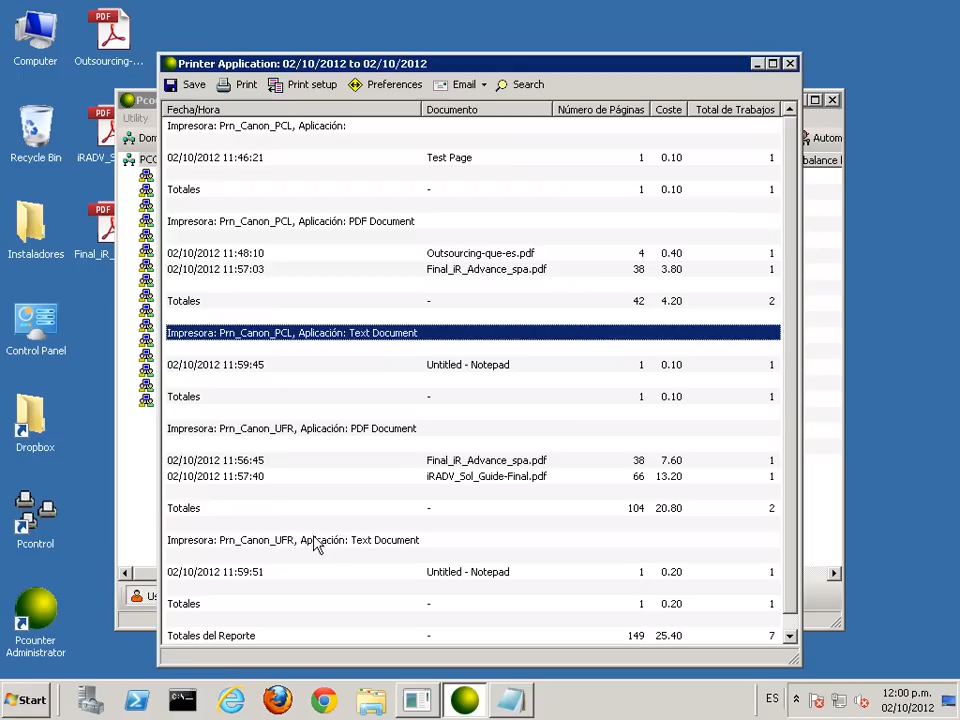 Computer
PDF
Outsourcing-...
Recycle Bin
PDF
iRADV_S
Instaladores
PDF
Final_iR_
Control Panel
Dropbox
Pcontrol
Pcounter
Administrator
Utility
PCO
Autom
balance
Printer Application: 02/10/2012 to 02/10/2012
Save Print Print setup Preferences Email Search
Fecha/Hora Documento Número de Páginas Coste Total de Trabajos
Impresora: Prn_Canon_PCL, Aplicación:
02/10/2012 11:46:21 Test Page 1 0.10 1
Totales - 1 0.10 1
Impresora: Prn_Canon_PCL, Aplicación: PDF Document
02/10/2012 11:48:10 Outsourcing-que-es.pdf 4 0.40 1
02/10/2012 11:57:03 Final_iR_Advance_spa.pdf 38 3.80 1
Totales - 42 4.20 2
Impresora: Prn_Canon_PCL, Aplicación: Text Document
02/10/2012 11:59:45 Untitled - Notepad 1 0.10 1
Totales - 1 0.10 1
Impresora: Prn_Canon_UFR, Aplicación: PDF Document
02/10/2012 11:56:45 Final_iR_Advance_spa.pdf 38 7.60 1
02/10/2012 11:57:40 iRADV_Sol_Guide-Final.pdf 66 13.20 1
Totales - 104 20.80 2
Impresora: Prn_Canon_UFR, Aplicación: Text Document
02/10/2012 11:59:51 Untitled - Notepad 1 0.20 1
Totales - 1 0.20 1
Totales del Reporte - 149 25.40 7
Start
ES
12:00 p.m.
02/10/2012